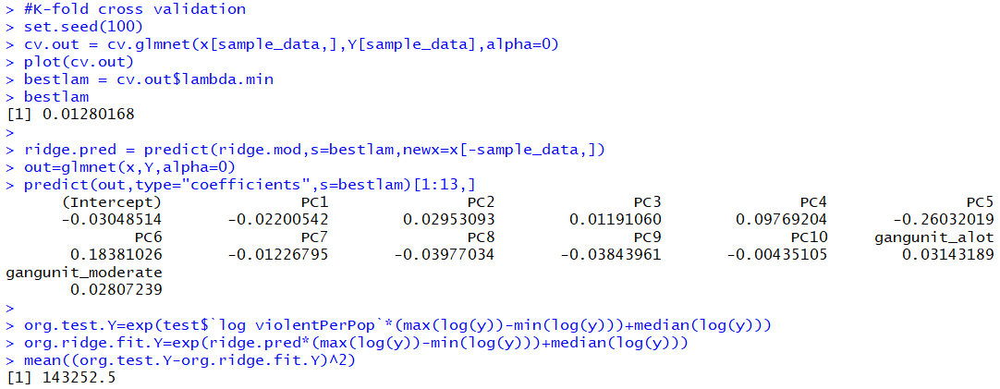 > #K-fold cross validation
> set.seed(100)
> cv.out = cv.glmnet(x[sample_data,],Y[sample_data],alpha=0)
> plot(cv.out)
> bestlam = cv.out$lambda.min
> bestlam
[1] 0.01280168
>
> ridge.pred = predict(ridge.mod,s=bestlam,newx=x[-sample_data,])
> out=glmnet(x,Y,alpha=0)
> predict(out,type="coefficients",s=bestlam)[1:13,]
(Intercept) PC1 PC2 PC3 PC4 PC5
-0.03048514 -0.02200542 0.02953093 0.01191060 0.09769204 -0.26032019
PC6 PC7 PC8 PC9 PC10 gangunit_alot
0.18381026 -0.01226795 -0.03977034 -0.03843961 -0.00435105 0.03143189
gangunit_moderate
0.02807239
>
> org.test.Y=exp(test$`log violentPerPop`*(max(log(y))-min(log(y)))+median(log(y)))
> org.ridge.fit.Y=exp(ridge.pred*(max(log(y))-min(log(y)))+median(log(y)))
> mean((org.test.Y-org.ridge.fit.Y)^2)
[1] 143252.5